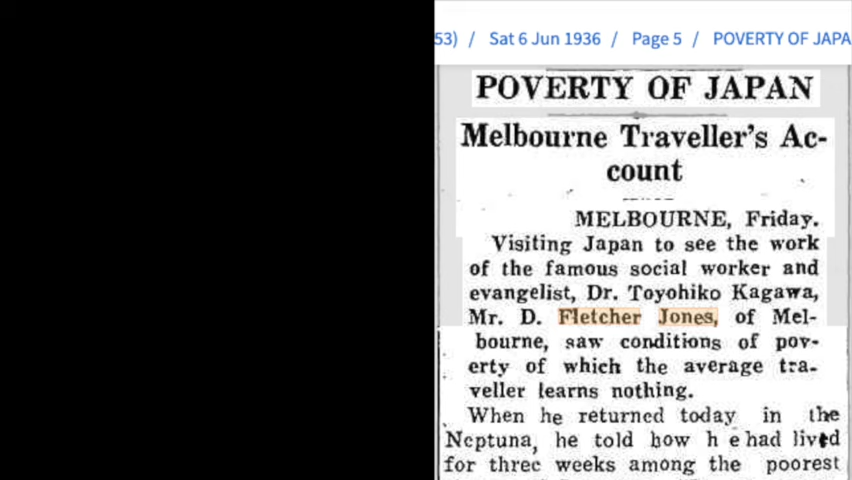 53) / Sat 6 Jun 1936 / Page 5 / POVERTY OF JAPA
POVERTY OF JAPAN
Melbourne Traveller's Ac-
count
MELBOURNE, Friday.
Visiting Japan to see the work
of the famous social worker and
evangelist, Dr. Toyohiko Kagawa,
Mr. D. Fletcher Jones, of Mel-
bourne, saw conditions of pov-
erty of which the average tra-
veller learns nothing.
When he returned today in the
Neptuna, he told how h e had lived
for three weeks among the poorest